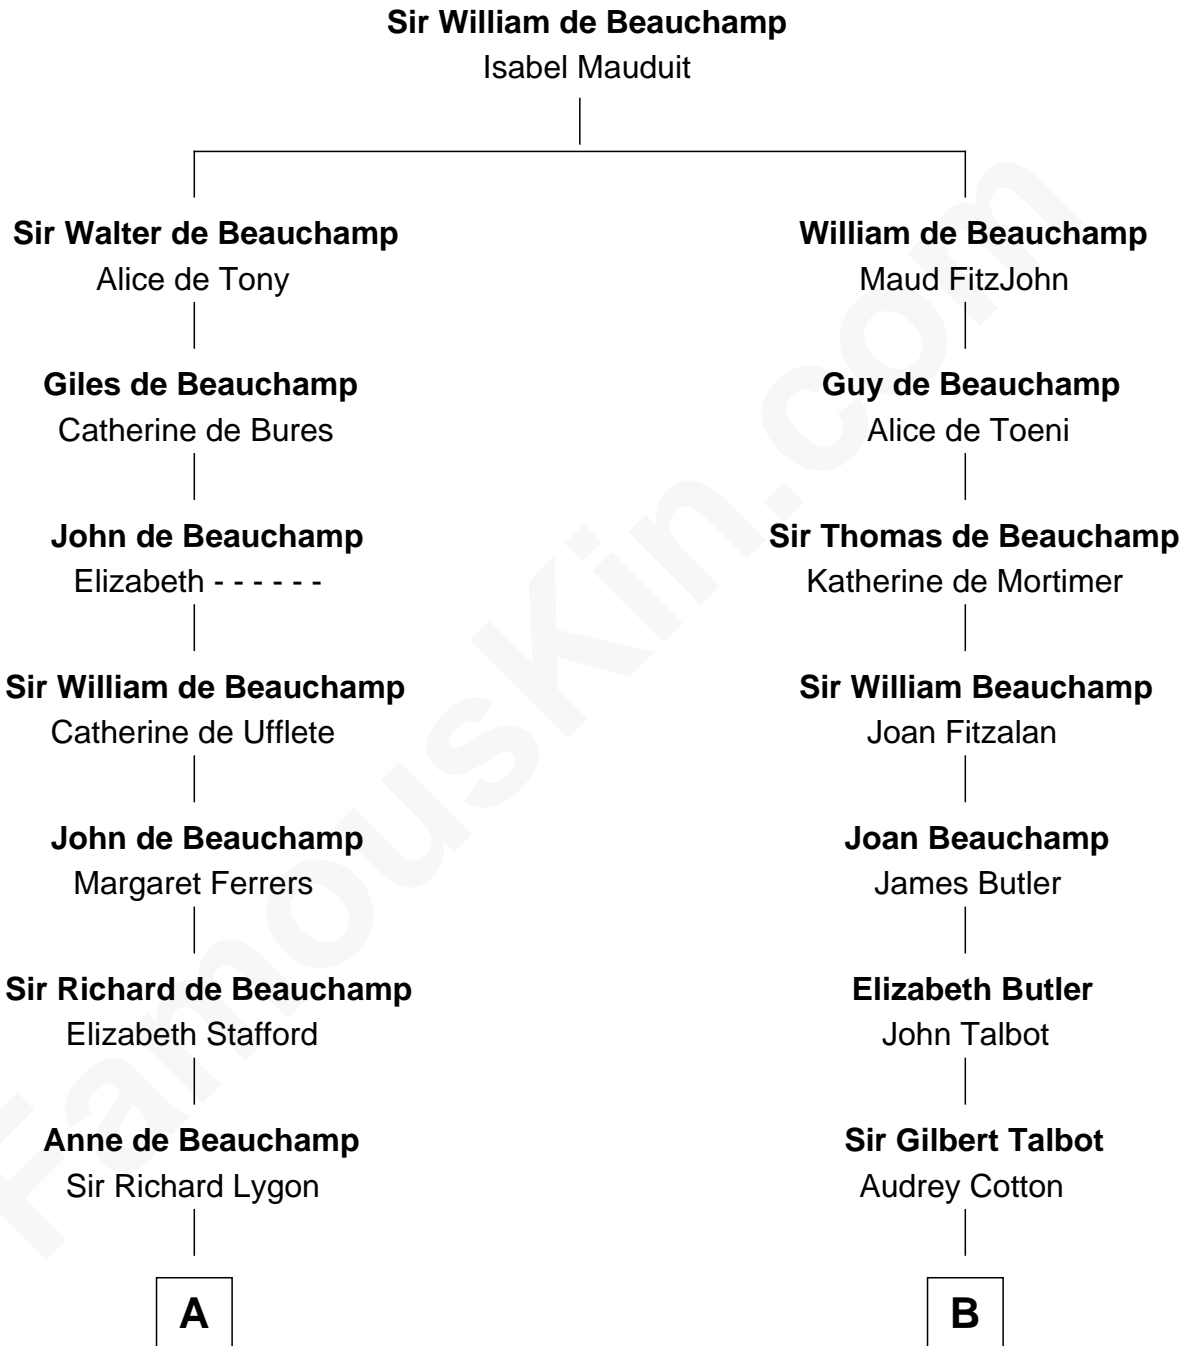 Sir William de Beauchamp
Isabel Mauduit
Sir Walter de Beauchamp
Alice de Tony
William de Beauchamp
Maud FitzJohn
Giles de Beauchamp
Catherine de Bures
Guy de Beauchamp
Alice de Toeni
John de Beauchamp
Elizabeth - - - - - -
Sir Thomas de Beauchamp
Katherine de Mortimer
Sir William de Beauchamp
Catherine de Ufflete
Sir William Beauchamp
Joan Fitzalan
John de Beauchamp
Margaret Ferrers
Joan Beauchamp
James Butler
Sir Richard de Beauchamp
Elizabeth Stafford
Elizabeth Butler
John Talbot
Anne de Beauchamp
Sir Richard Lygon
Sir Gilbert Talbot
Audrey Cotton
A
B
FamousKin.com